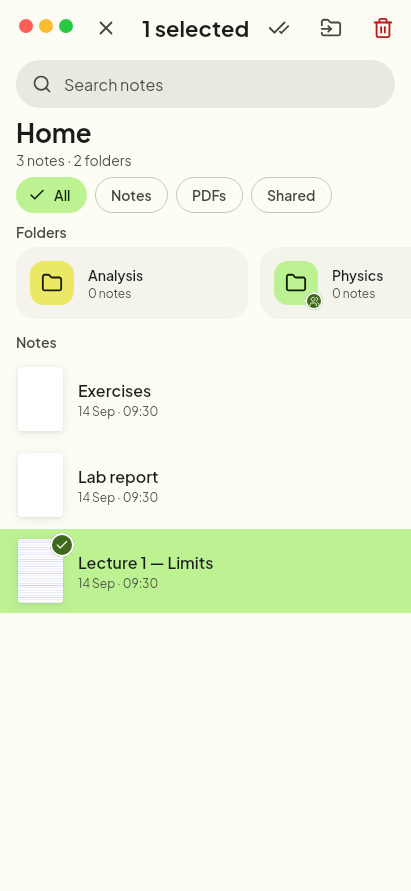 1 selected
Search notes
Home
3 notes · 2 folders
All
Notes
PDFs
Shared
Folders
Analysis
0 notes
Physics
0 notes
Notes
Exercises
14 Sep · 09:30
Lab report
14 Sep · 09:30
Lecture 1 — Limits
14 Sep · 09:30